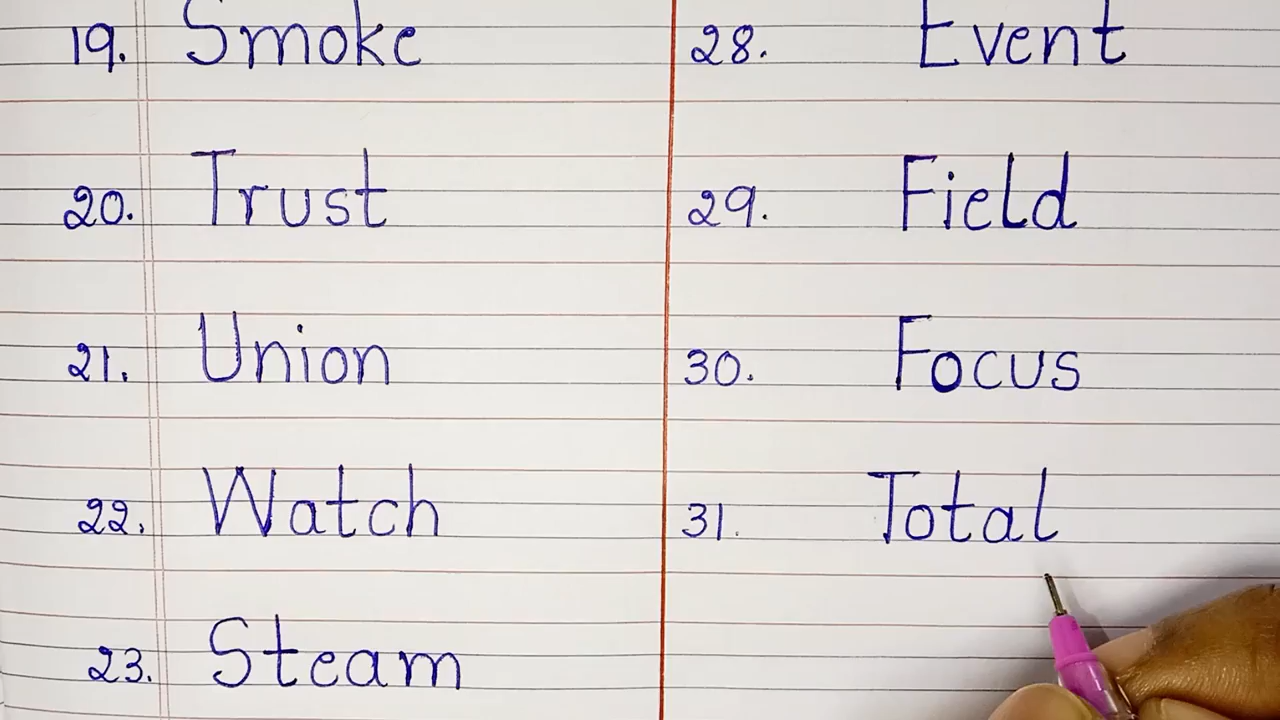 19. Smoke
20. Trust
21. Union
22. Watch
23. Steam
28. Event
29. Field
30. Focus
31. Total